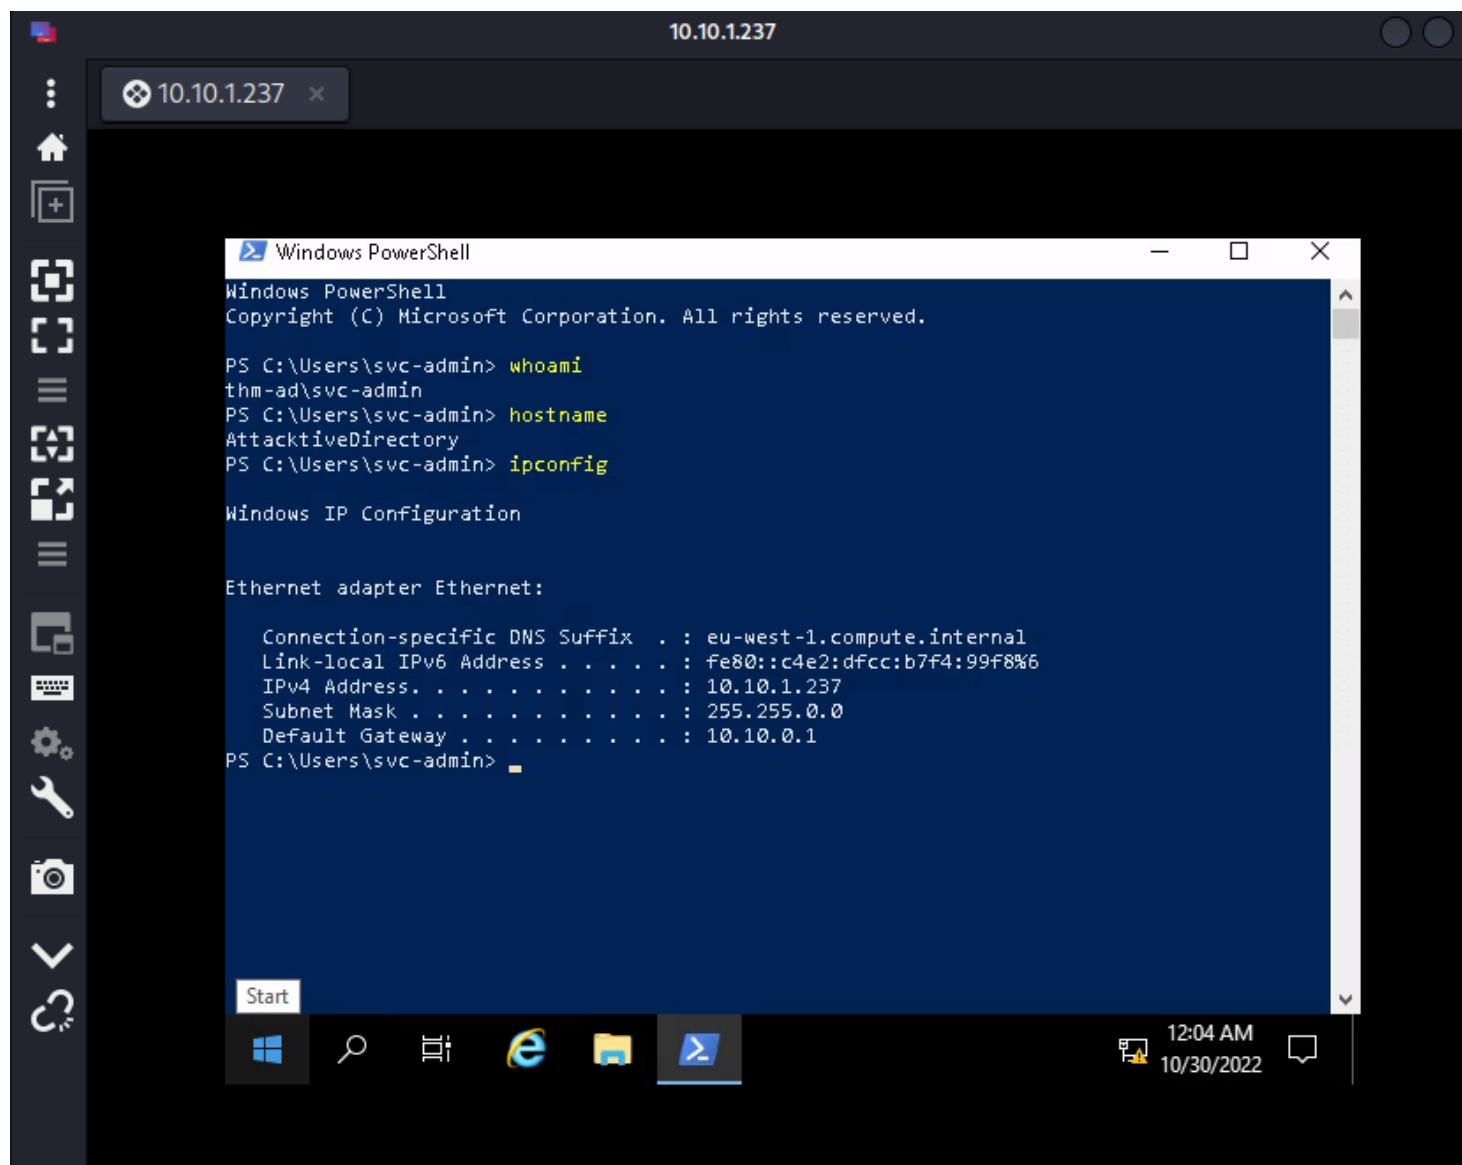 10.10.1.237
10.10.1.237 ×
Windows PowerShell
Windows PowerShell
Copyright (C) Microsoft Corporation. All rights reserved.
PS C:\Users\svc-admin> whoami
thm-ad\svc-admin
PS C:\Users\svc-admin> hostname
AttacktiveDirectory
PS C:\Users\svc-admin> ipconfig
Windows IP Configuration
Ethernet adapter Ethernet:
   Connection-specific DNS Suffix  . : eu-west-1.compute.internal
   Link-local IPv6 Address . . . . . : fe80::c4e2:dfcc:b7f4:99f8%6
   IPv4 Address. . . . . . . . . . . : 10.10.1.237
   Subnet Mask . . . . . . . . . . . : 255.255.0.0
   Default Gateway . . . . . . . . . : 10.10.0.1
PS C:\Users\svc-admin> _
Start
12:04 AM
10/30/2022